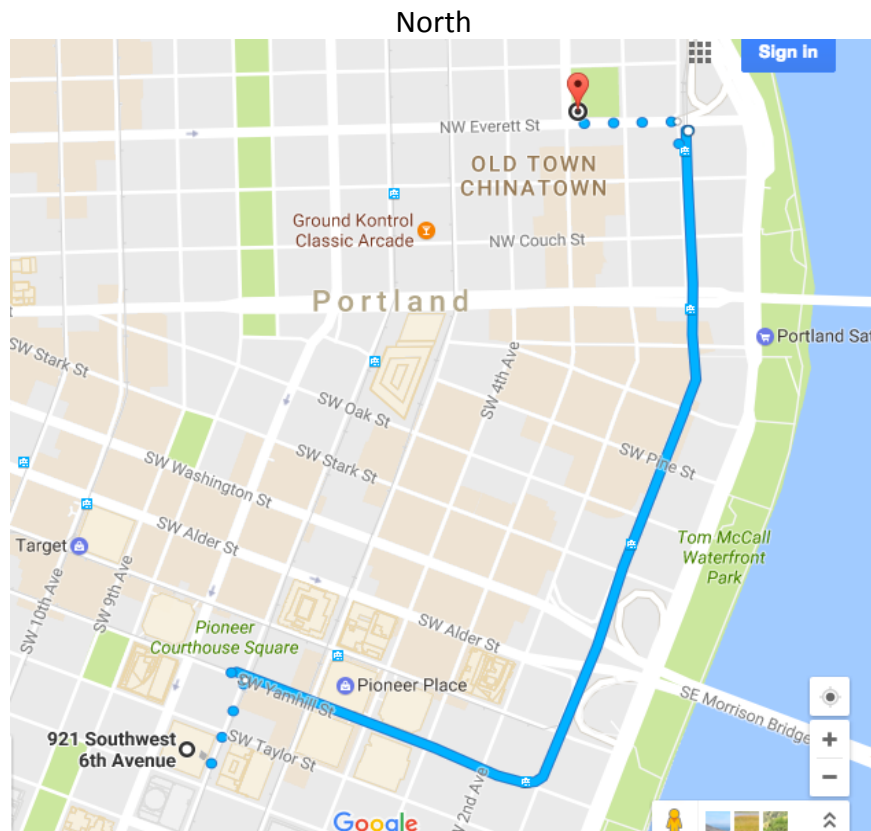 North
Sign in
NW Everett St
OLD TOWN
CHINATOWN
Ground Kontrol
Classic Arcade
NW Couch St
Portland
Portland Sat
SW Stark St
SW 4th Ave
SW Oak St
SW Pine St
SW Stark St
SW Washington St
SW Alder St
Target
Tom McCall
Waterfront
Park
SW 10th Ave
SW 9th Ave
Pioneer
Courthouse Square
SW Alder St
SW Yamhill St
Pioneer Place
SE Morrison Bridge
921 Southwest
6th Avenue
SW Taylor St
2nd Ave
Google